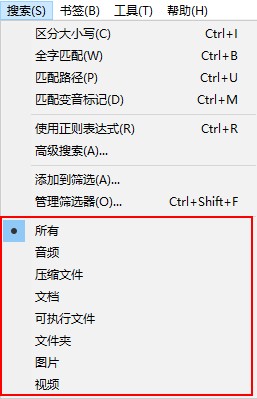 搜索(S) 书签(B) 工具(T) 帮助(H)
区分大小写(C) Ctrl+I
全字匹配(W) Ctrl+B
匹配路径(P) Ctrl+U
匹配变音标记(D) Ctrl+M
使用正则表达式(R) Ctrl+R
高级搜索(A)...
添加到筛选(A)...
管理筛选器(O)... Ctrl+Shift+F
所有
音频
压缩文件
文档
可执行文件
文件夹
图片
视频